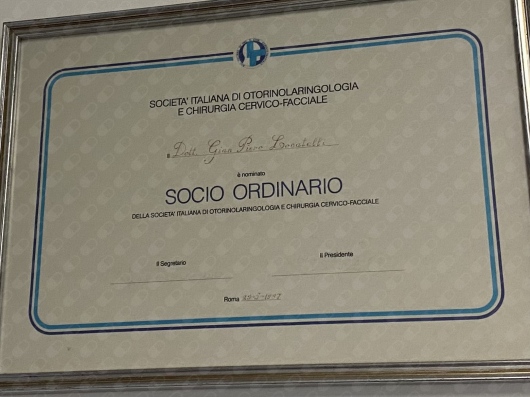 SOCIETA' ITALIANA DI OTORINOLARINGOLOGIA
E CHIRURGIA CERVICO-FACCIALE
Il Dott. Gian Piero Locatelli
è nominato
SOCIO ORDINARIO
DELLA SOCIETA' ITALIANA DI OTORINOLARINGOLOGIA E CHIRURGIA CERVICO-FACCIALE
Il Segretario
Il Presidente
Roma